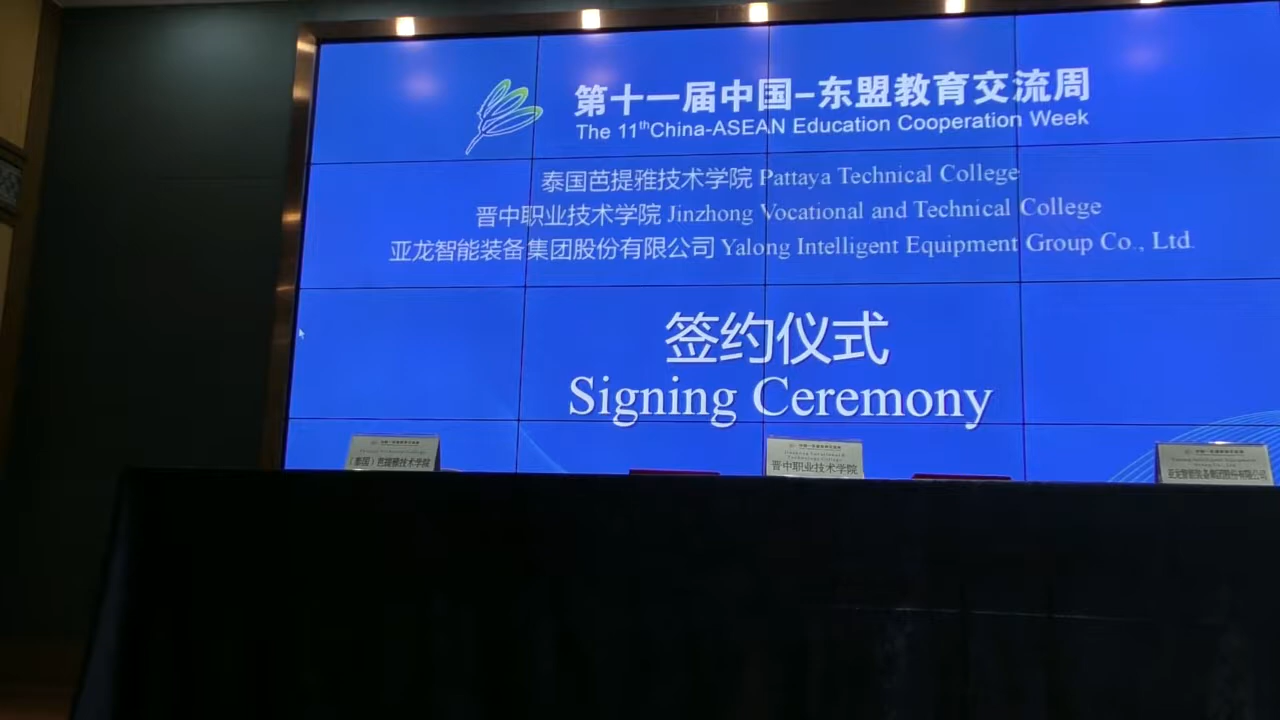 第十一届中国-东盟教育交流周
The 11th China-ASEAN Education Cooperation Week
泰国芭提雅技术学院 Pattaya Technical College
晋中职业技术学院 Jinzhong Vocational and Technical College
亚龙智能装备集团股份有限公司 Yalong Intelligent Equipment Group Co., Ltd.
签约仪式
Signing Ceremony
（泰国）芭提雅技术学院
晋中职业技术学院
亚龙智能装备集团股份有限公司